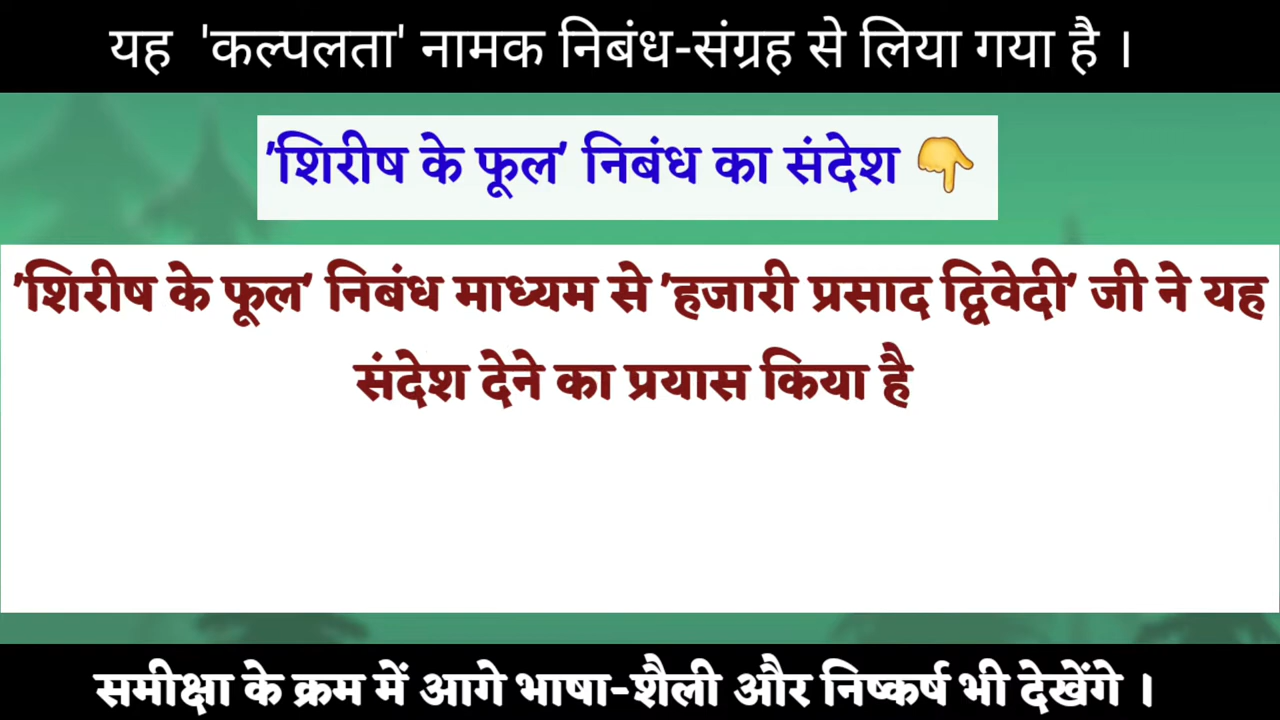 यह 'कल्पलता' नामक निबंध-संग्रह से लिया गया है ।
'शिरीष के फूल' निबंध का संदेश 👇
'शिरीष के फूल' निबंध माध्यम से 'हजारी प्रसाद द्विवेदी' जी ने यह
संदेश देने का प्रयास किया है
समीक्षा के क्रम में आगे भाषा-शैली और निष्कर्ष भी देखेंगे ।